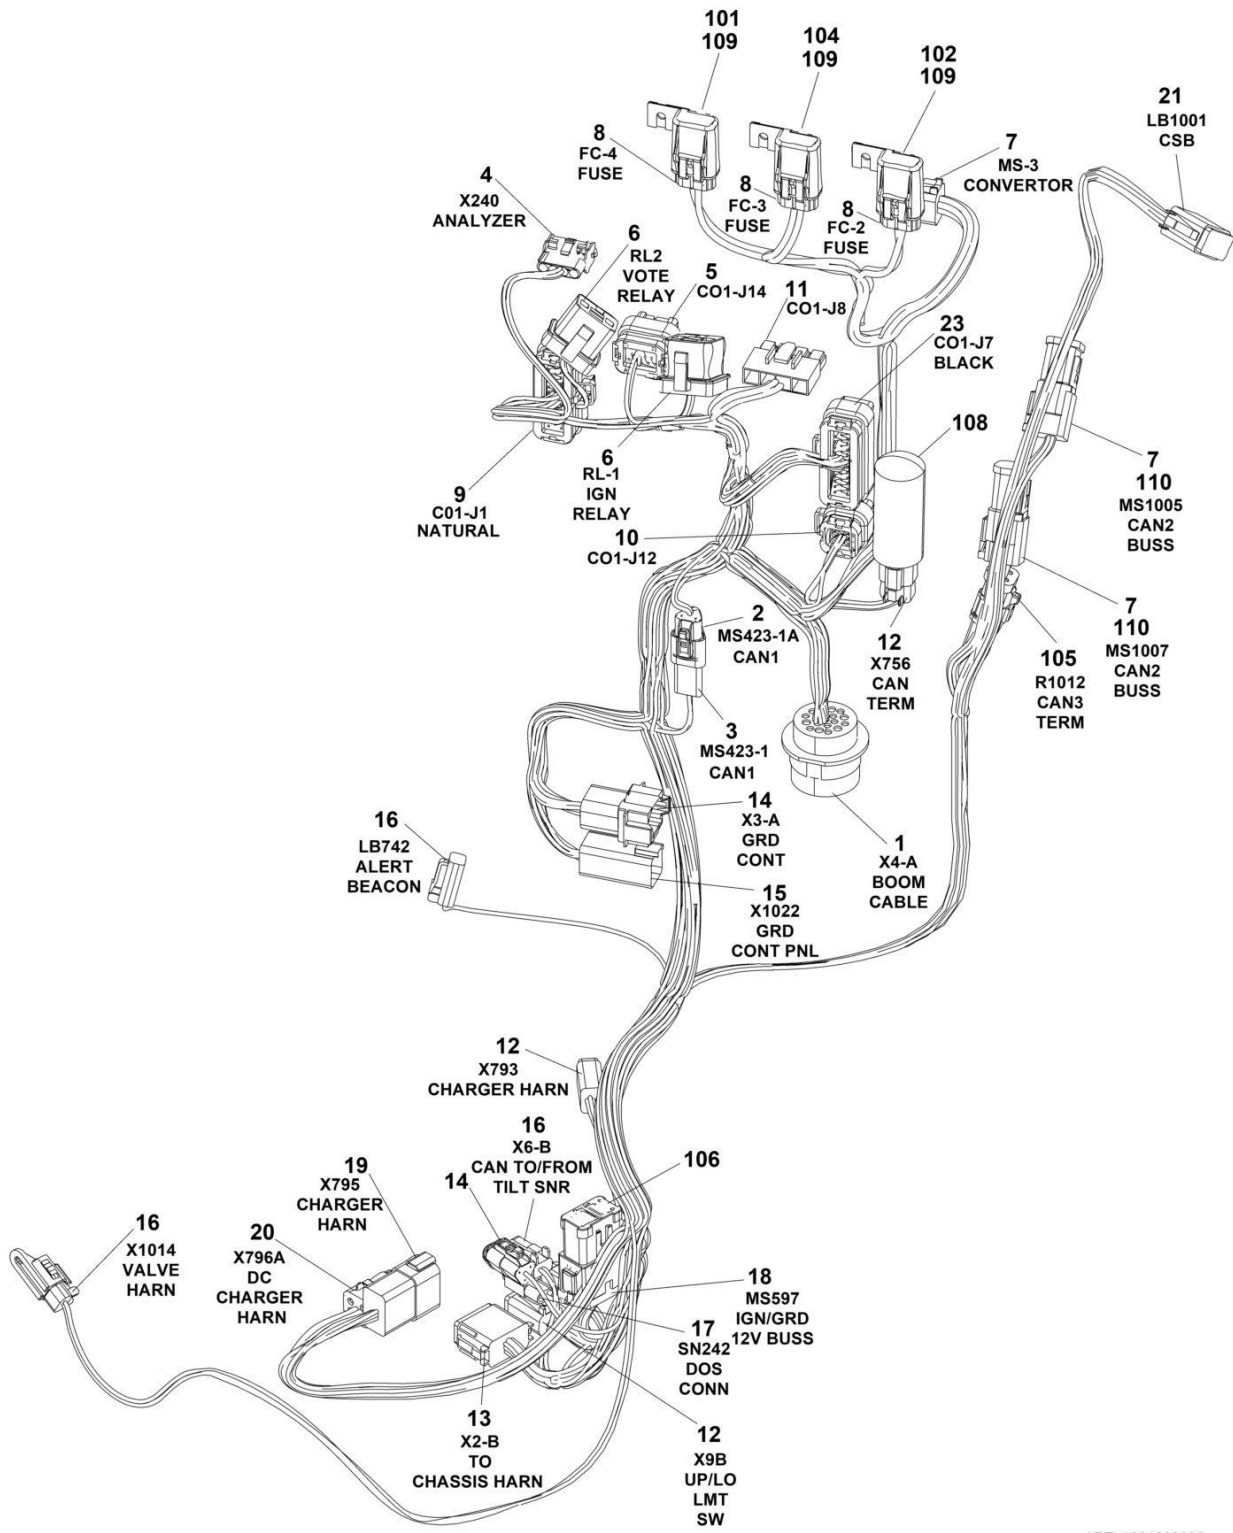 101
109
104
109
102
109
21
LB1001
CSB
8
FC-4
FUSE
7
MS-3
CONVERTOR
4
X240
ANALYZER
8
FC-3
FUSE
8
FC-2
FUSE
6
RL2
VOTE
RELAY
5
CO1-J14
11
CO1-J8
23
CO1-J7
BLACK
108
6
RL-1
IGN
RELAY
9
C01-J1
NATURAL
10
CO1-J12
7
110
MS1005
CAN2
BUSS
7
110
MS1007
CAN2
BUSS
2
MS423-1A
CAN1
12
X756
CAN
TERM
105
R1012
CAN3
TERM
3
MS423-1
CAN1
14
X3-A
GRD
CONT
16
LB742
ALERT
BEACON
1
X4-A
BOOM
CABLE
15
X1022
GRD
CONT PNL
12
X793
CHARGER HARN
16
X6-B
CAN TO/FROM
TILT SNR
106
14
19
X795
CHARGER
HARN
16
X1014
VALVE
HARN
20
X796A
DC
CHARGER
HARN
18
MS597
IGN/GRD
12V BUSS
17
SN242
DOS
CONN
13
X2-B
TO
CHASSIS HARN
12
X9B
UP/LO
LMT
SW